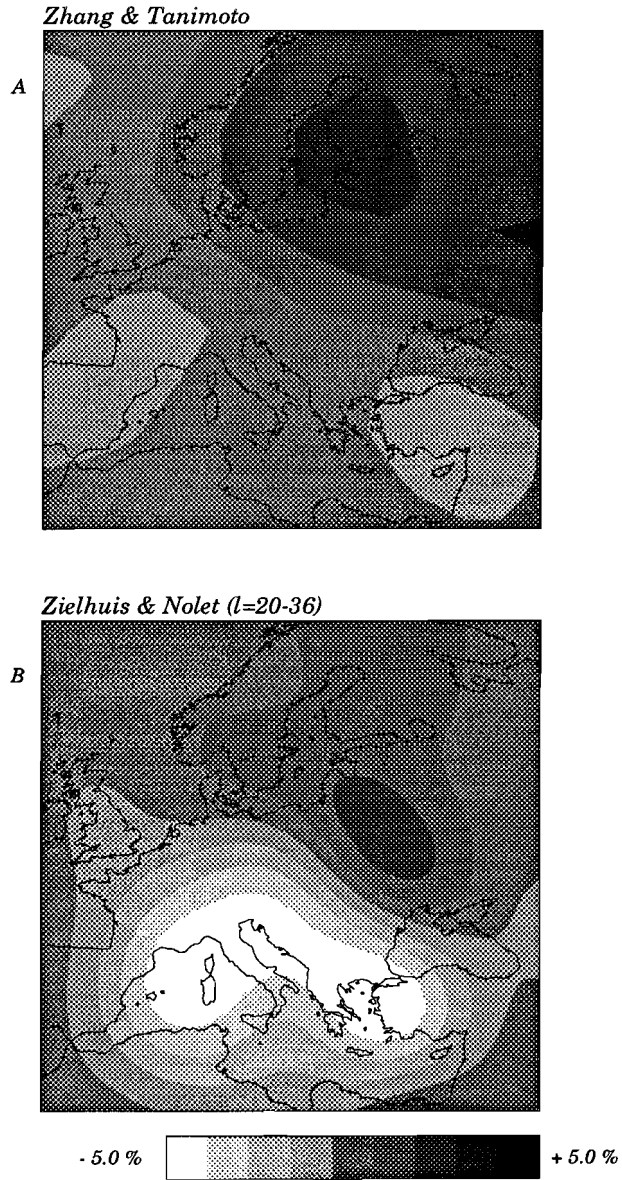 Zhang & Tanimoto
A
Zielhuis & Nolet (l=20-36)
B
- 5.0 %
+ 5.0 %